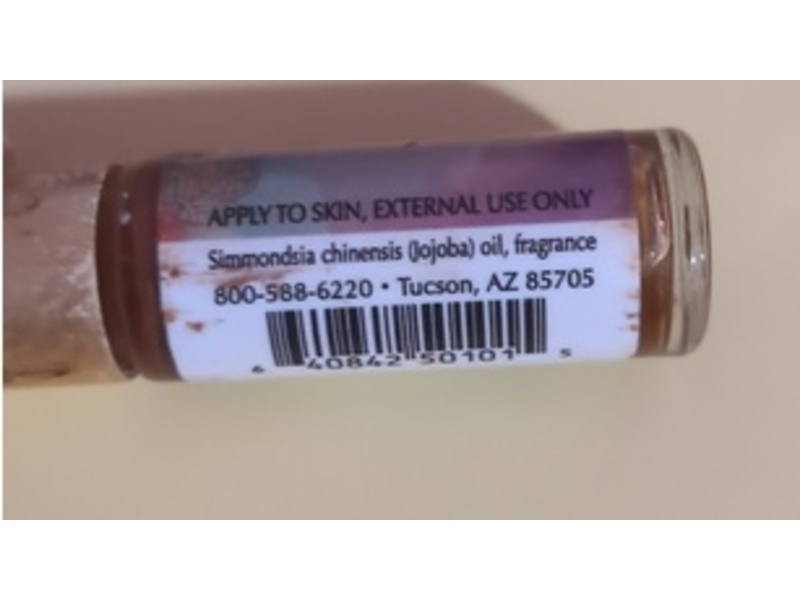 APPLY TO SKIN, EXTERNAL USE ONLY
Simmondsia chinensis (Jojoba) oil, fragrance
800-588-6220 • Tucson, AZ 85705
6 40842 50101 5